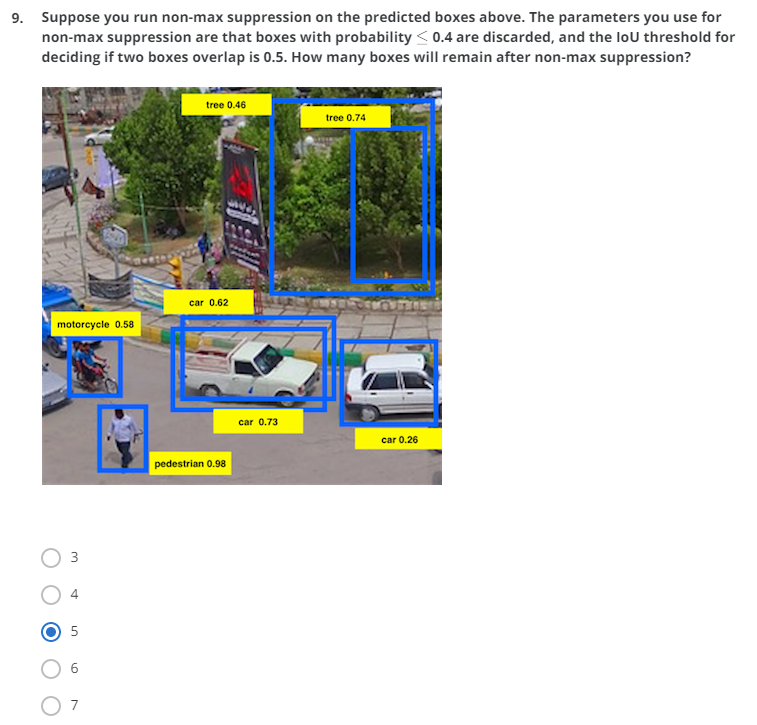 9. Suppose you run non-max suppression on the predicted boxes above. The parameters you use for
non-max suppression are that boxes with probability ≤ 0.4 are discarded, and the IoU threshold for
deciding if two boxes overlap is 0.5. How many boxes will remain after non-max suppression?
tree 0.46
tree 0.74
car 0.62
motorcycle 0.58
car 0.73
car 0.26
pedestrian 0.98
3
4
5
6
7